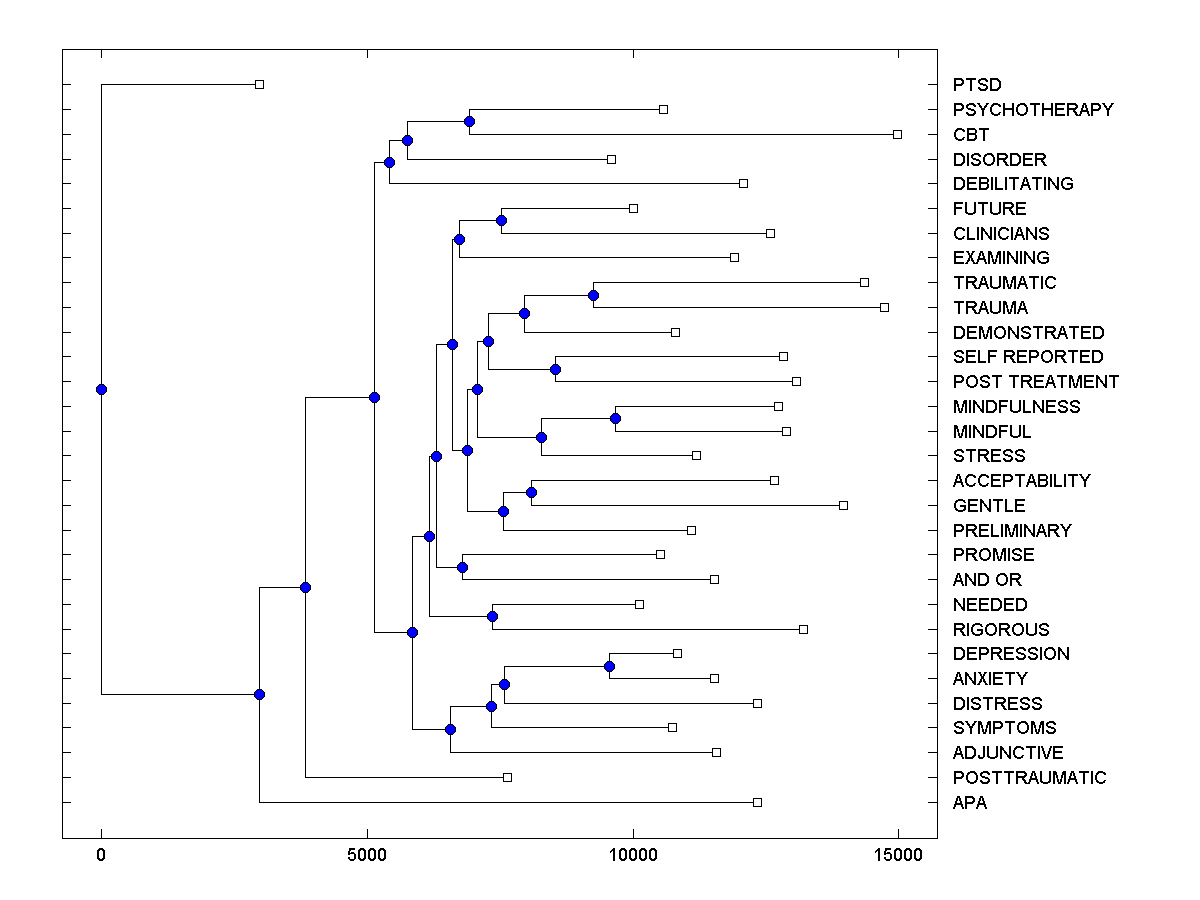 PTSD
PSYCHOTHERAPY
CBT
DISORDER
DEBILITATING
FUTURE
CLINICIANS
EXAMINING
TRAUMATIC
TRAUMA
DEMONSTRATED
SELF REPORTED
POST TREATMENT
MINDFULNESS
MINDFUL
STRESS
ACCEPTABILITY
GENTLE
PRELIMINARY
PROMISE
AND OR
NEEDED
RIGOROUS
DEPRESSION
ANXIETY
DISTRESS
SYMPTOMS
ADJUNCTIVE
POSTTRAUMATIC
APA
0 5000 10000 15000